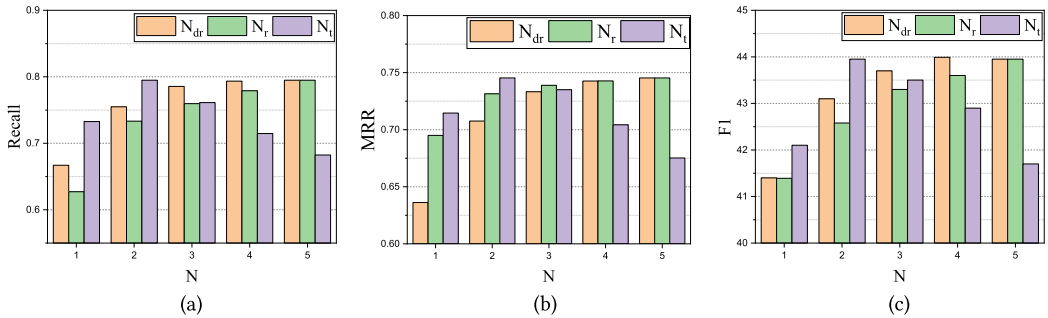 0.9
0.8
0.7
0.6
Recall
N_dr N_r N_t
1 2 3 4 5
N
(a)
0.80
0.75
0.70
0.65
0.60
MRR
N_dr N_r N_t
1 2 3 4 5
N
(b)
45
44
43
42
41
40
F1
N_dr N_r N_t
1 2 3 4 5
N
(c)